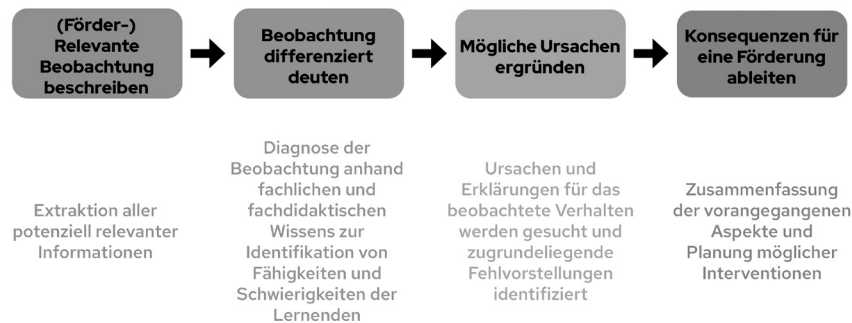 (Förder-)
Relevante
Beobachtung
beschreiben
Beobachtung
differenziert
deuten
Mögliche Ursachen
ergründen
Konsequenzen für
eine Förderung
ableiten
Extraktion aller
potenziell relevanter
Informationen
Diagnose der
Beobachtung anhand
fachlichen und
fachdidaktischen
Wissens zur
Identifikation von
Fähigkeiten und
Schwierigkeiten der
Lernenden
Ursachen und
Erklärungen für das
beobachtete Verhalten
werden gesucht und
zugrundeliegende
Fehlvorstellungen
identifiziert
Zusammenfassung
der vorangegangenen
Aspekte und
Planung möglicher
Interventionen